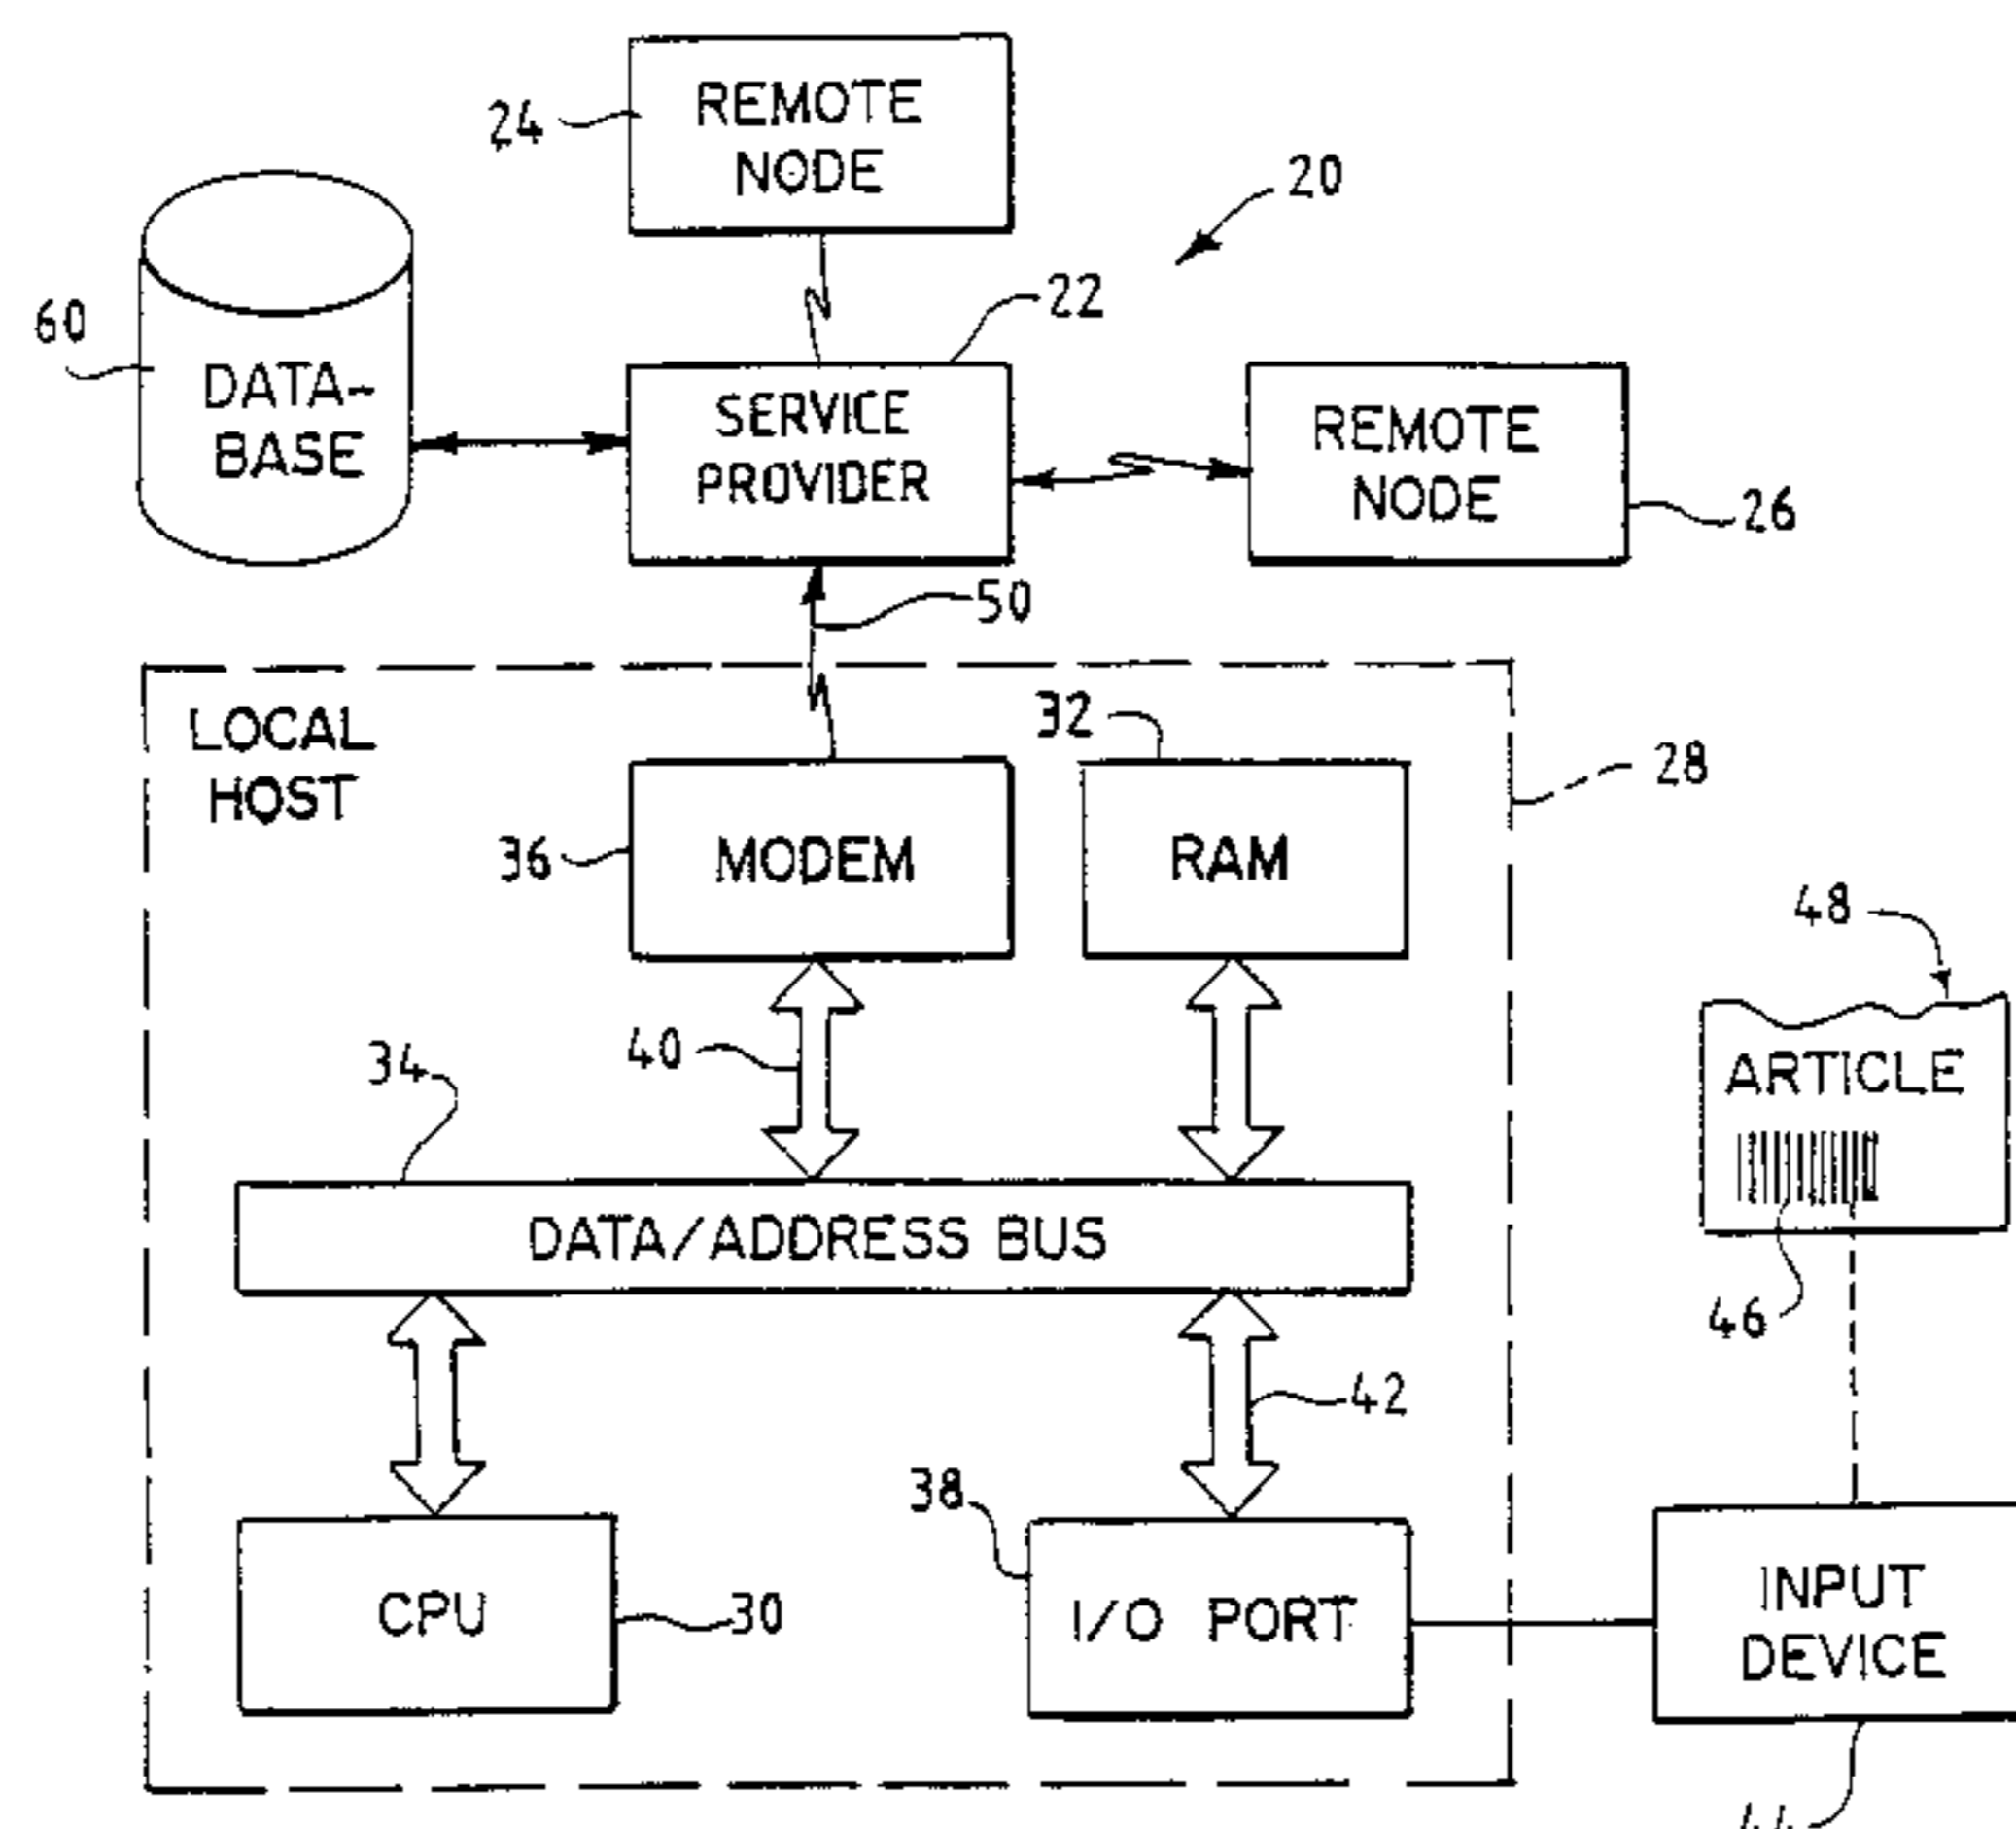 REMOTE
NODE
24
20
DATA-
BASE
60
22
SERVICE
PROVIDER
REMOTE
NODE
26
50
LOCAL
HOST
32
28
36
MODEM
RAM
48
40
34
ARTICLE
DATA/ADDRESS BUS
46
42
38
CPU
30
I/O PORT
INPUT
DEVICE
44